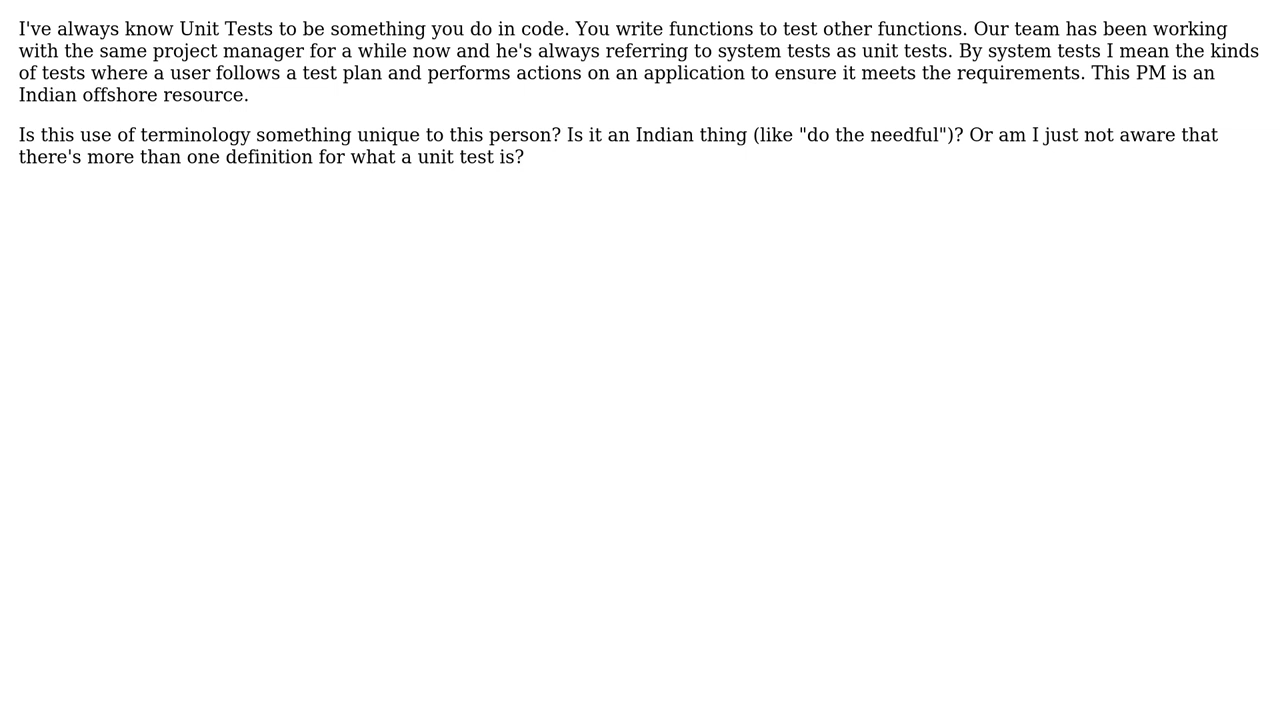 I've always know Unit Tests to be something you do in code. You write functions to test other functions. Our team has been working
with the same project manager for a while now and he's always referring to system tests as unit tests. By system tests I mean the kinds
of tests where a user follows a test plan and performs actions on an application to ensure it meets the requirements. This PM is an
Indian offshore resource.
Is this use of terminology something unique to this person? Is it an Indian thing (like "do the needful")? Or am I just not aware that
there's more than one definition for what a unit test is?